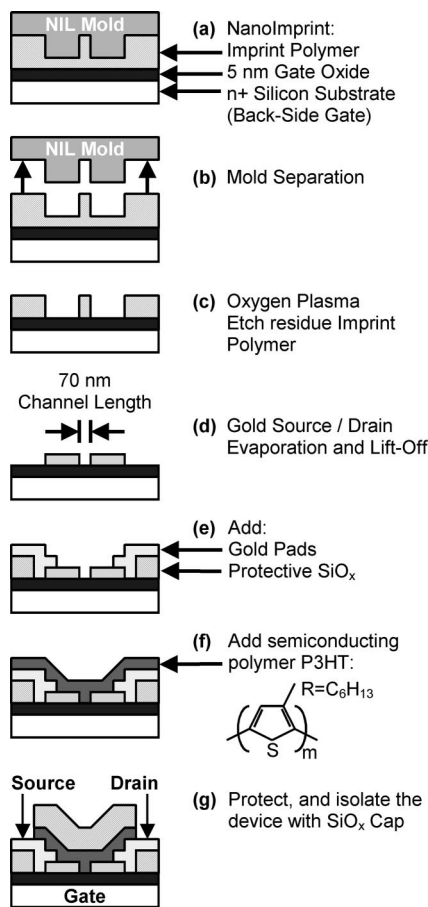 NIL Mold
(a) NanoImprint:
Imprint Polymer
5 nm Gate Oxide
n+ Silicon Substrate
(Back-Side Gate)
NIL Mold
(b) Mold Separation
(c) Oxygen Plasma
Etch residue Imprint
Polymer
70 nm
Channel Length
(d) Gold Source / Drain
Evaporation and Lift-Off
(e) Add:
Gold Pads
Protective SiOx
(f) Add semiconducting
polymer P3HT:
R=C6H13
S
m
Source Drain
(g) Protect, and isolate the
device with SiOx Cap
Gate